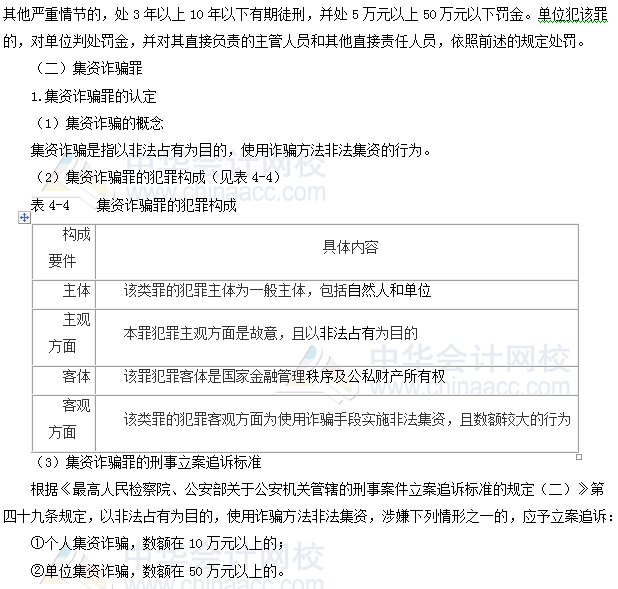 其他严重情节的，处 3 年以上 10 年以下有期徒刑，并处 5 万元以上 50 万元以下罚金。单位犯该罪
的，对单位判处罚金，并对其直接负责的主管人员和其他直接责任人员，依照前述的规定处罚。
（二）集资诈骗罪
1.集资诈骗罪的认定
（1）集资诈骗的概念
集资诈骗是指以非法占有为目的，使用诈骗方法非法集资的行为。
（2）集资诈骗罪的犯罪构成（见表 4-4）
表 4-4 集资诈骗罪的犯罪构成
构成
要件
具体内容
主体
该类罪的犯罪主体为一般主体，包括自然人和单位
主观
方面
本罪犯罪主观方面是故意，且以非法占有为目的
客体
该罪犯罪客体是国家金融管理秩序及公私财产所有权
客观
方面
该类罪的犯罪客观方面为使用诈骗手段实施非法集资，且数额较大的行为
（3）集资诈骗罪的刑事立案追诉标准
根据《最高人民检察院、公安部关于公安机关管辖的刑事案件立案追诉标准的规定（二）》第
四十九条规定，以非法占有为目的，使用诈骗方法非法集资，涉嫌下列情形之一的，应予立案追诉：
①个人集资诈骗，数额在 10 万元以上的；
②单位集资诈骗，数额在 50 万元以上的。
中华会计网校
www.chinaacc.com
中华会计网校
www.chinaacc.com
中华会计网校
www.chinaacc.com